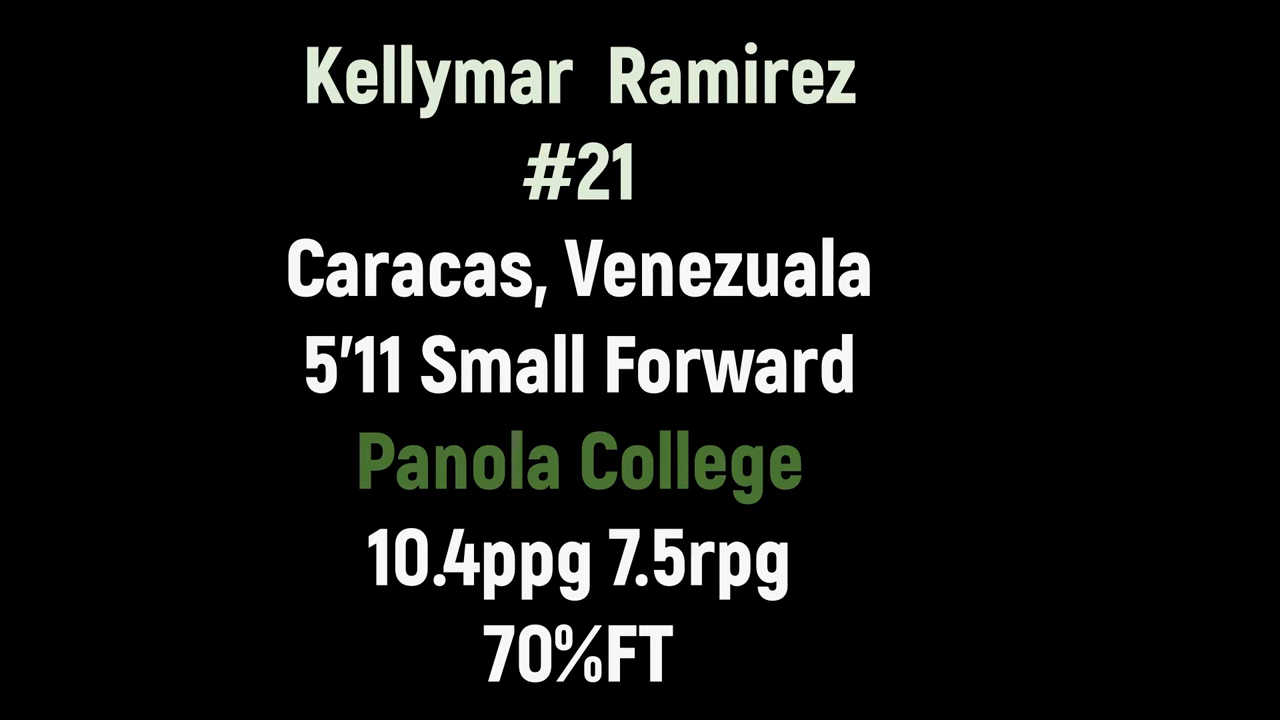 Kellymar Ramirez
#21
Caracas, Venezuala
5'11 Small Forward
Panola College
10.4ppg 7.5rpg
70%FT